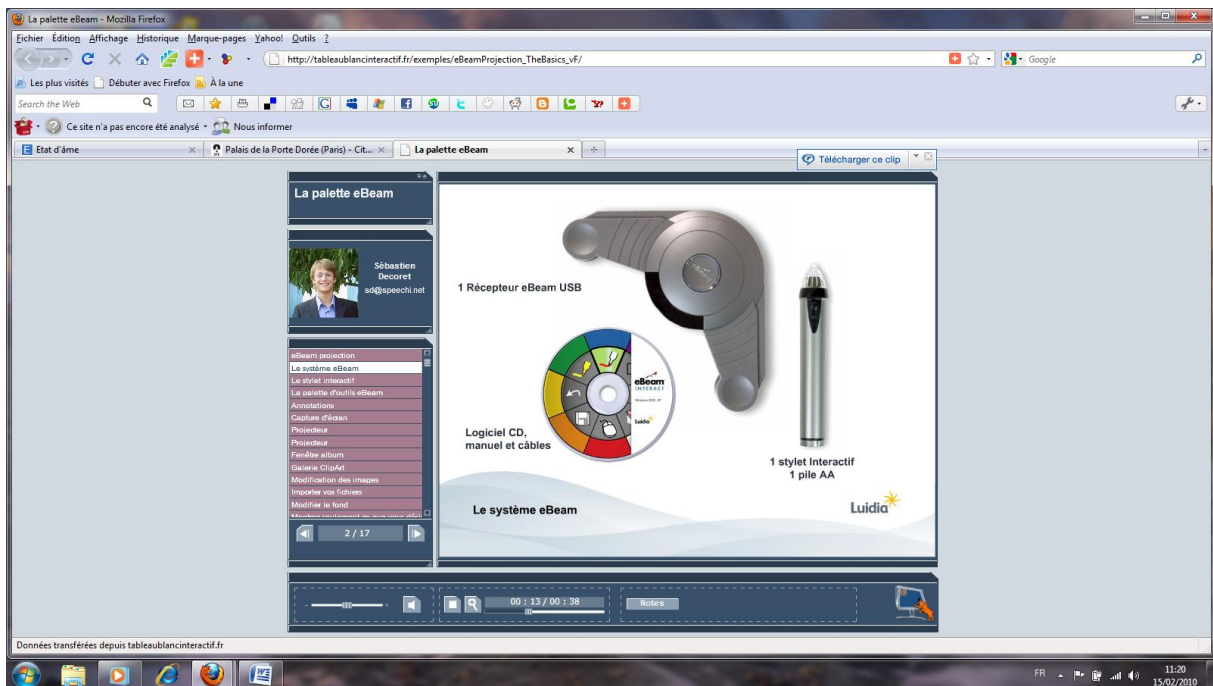 La palette eBeam - Mozilla Firefox
Fichier Édition Affichage Historique Marque-pages Yahoo! Outils ?
http://tableaublancinteractif.fr/exemples/eBeamProjection_TheBasics_vF/
Google
Les plus visités Débuter avec Firefox À la une
Search the Web
Ce site n'a pas encore été analysé Nous informer
Etat d'âme
Palais de la Porte Dorée (Paris) - Cit...
La palette eBeam
Télécharger ce clip
La palette eBeam
Sébastien
Decoret
sd@speechi.net
eBeam projection
Le système eBeam
Le stylet interactif
La palette d'outils eBeam
Annotations
Capture d'écran
Projecteur
Projecteur
Fenêtre album
Galerie ClipArt
Modification des images
Importer vos fichiers
Modifier le fond
2 / 17
1 Récepteur eBeam USB
eBeam
INTERACT
Luidia
Logiciel CD,
manuel et câbles
1 stylet Interactif
1 pile AA
Le système eBeam
Luidia
00 : 13 / 00 : 38
Notes
Données transférées depuis tableaublancinteractif.fr
FR
11:20
15/02/2010